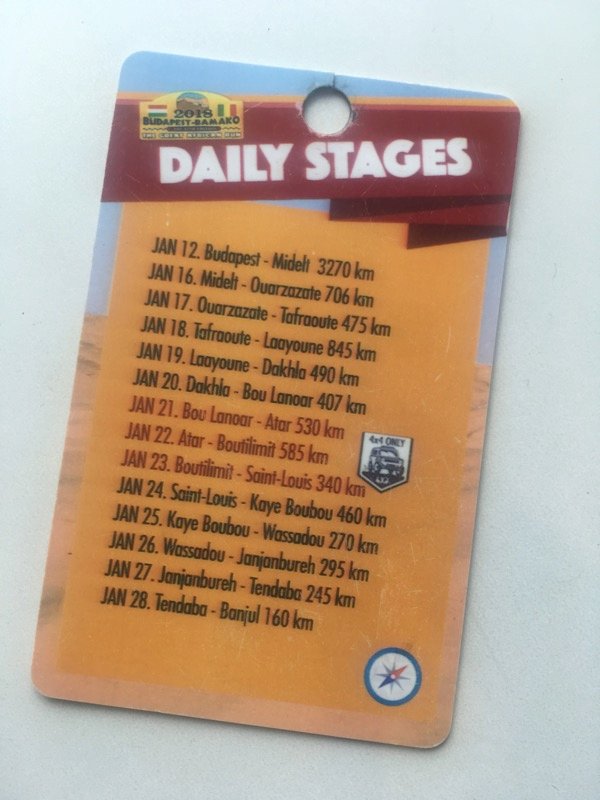 2018
BUDAPEST-BAMAKO
THE GREAT AFRICAN RUN
DAILY STAGES
JAN 12. Budapest - Midelt 3270 km
JAN 16. Midelt - Ouarzazate 706 km
JAN 17. Ouarzazate - Tafraoute 475 km
JAN 18. Tafraoute - Laayoune 845 km
JAN 19. Laayoune - Dakhla 490 km
JAN 20. Dakhla - Bou Lanoar 407 km
JAN 21. Bou Lanoar - Atar 530 km
JAN 22. Atar - Boutilimit 585 km
JAN 23. Boutilimit - Saint-Louis 340 km
4x4 ONLY
JAN 24. Saint-Louis - Kaye Boubou 460 km
JAN 25. Kaye Boubou - Wassadou 270 km
JAN 26. Wassadou - Janjanbureh 295 km
JAN 27. Janjanbureh - Tendaba 245 km
JAN 28. Tendaba - Banjul 160 km